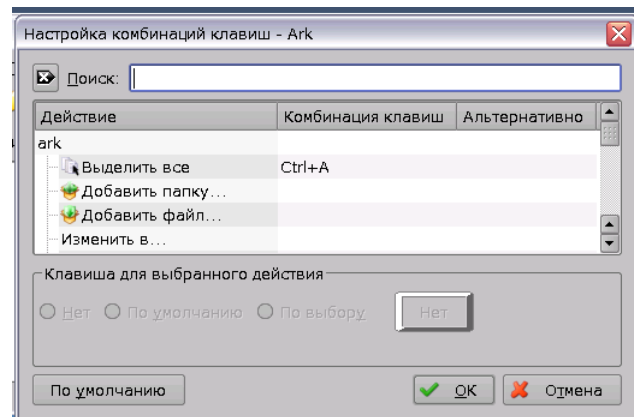 Настройка комбинаций клавиш - Ark
Поиск:
Действие Комбинация клавиш Альтернативно
ark
Выделить все Ctrl+A
Добавить папку...
Добавить файл...
Изменить в...
Клавиша для выбранного действия
Нет По умолчанию По выбору Нет
По умолчанию OK Отмена